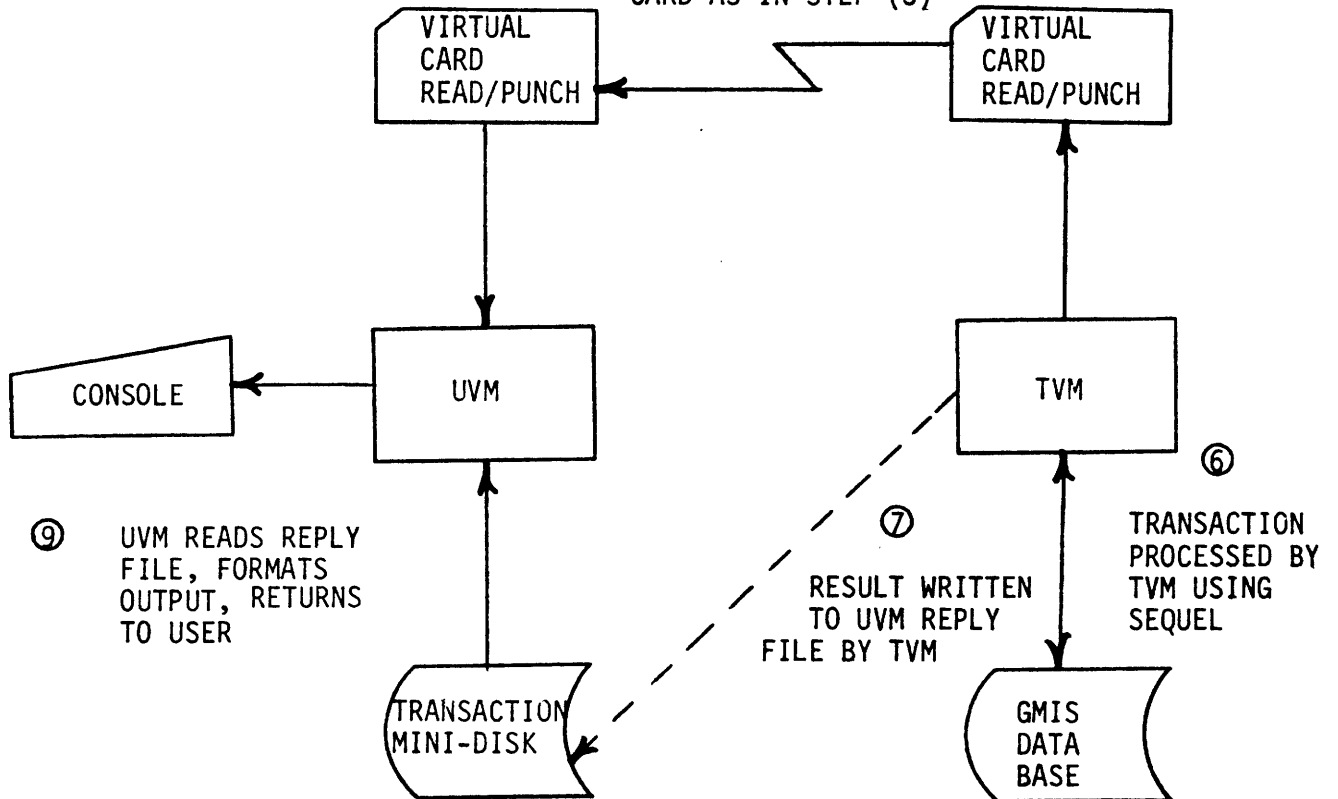 CARD AS IN STEP (3)
VIRTUAL
CARD
READ/PUNCH
VIRTUAL
CARD
READ/PUNCH
CONSOLE
UVM
TVM
⑥
TRANSACTION
PROCESSED BY
TVM USING
SEQUEL
⑦
RESULT WRITTEN
TO UVM REPLY
FILE BY TVM
⑨ UVM READS REPLY
FILE, FORMATS
OUTPUT, RETURNS
TO USER
TRANSACTION
MINI-DISK
GMIS
DATA
BASE